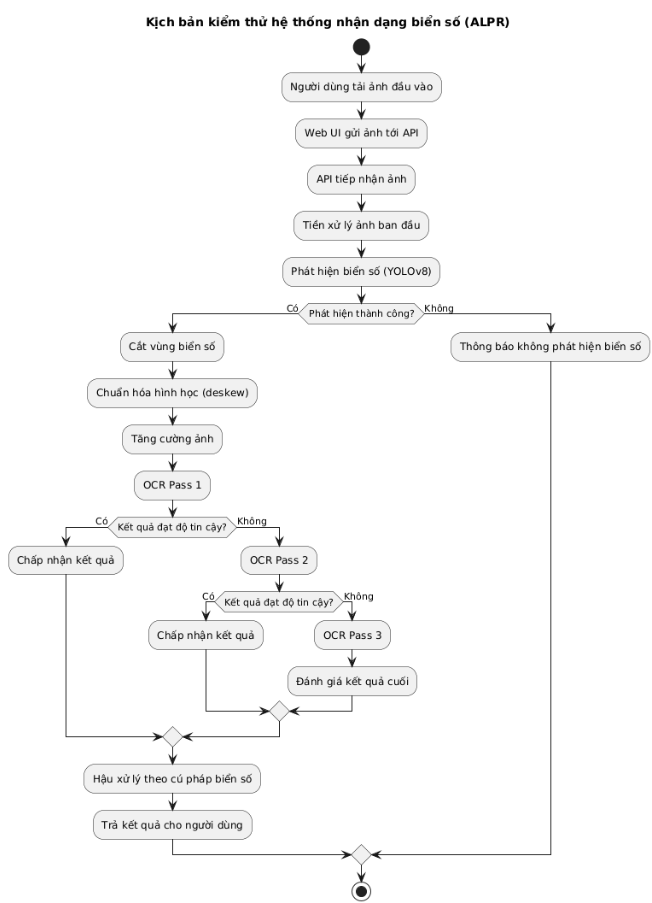 Kịch bản kiểm thử hệ thống nhận dạng biển số (ALPR)
Người dùng tải ảnh đầu vào
Web UI gửi ảnh tới API
API tiếp nhận ảnh
Tiền xử lý ảnh ban đầu
Phát hiện biển số (YOLOv8)
Có
Phát hiện thành công?
Không
Cắt vùng biển số
Thông báo không phát hiện biển số
Chuẩn hóa hình học (deskew)
Tăng cường ảnh
OCR Pass 1
Có
Kết quả đạt độ tin cậy?
Không
Chấp nhận kết quả
OCR Pass 2
Có
Kết quả đạt độ tin cậy?
Không
Chấp nhận kết quả
OCR Pass 3
Đánh giá kết quả cuối
Hậu xử lý theo cú pháp biển số
Trả kết quả cho người dùng